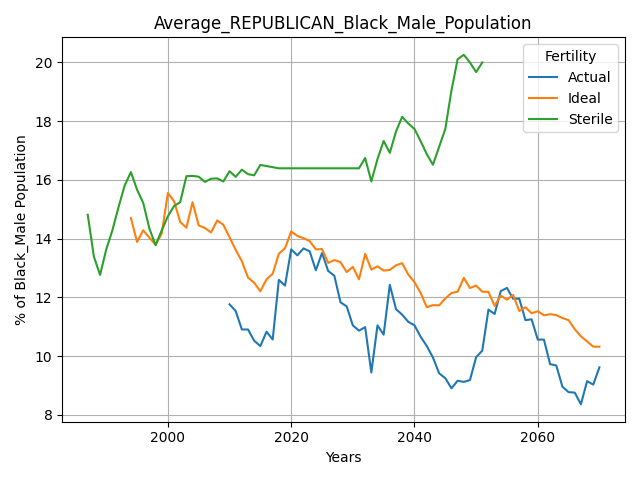 Average_REPUBLICAN_Black_Male_Population
Fertility
Actual
Ideal
Sterile
% of Black_Male Population
20
18
16
14
12
10
8
2000 2020 2040 2060
Years